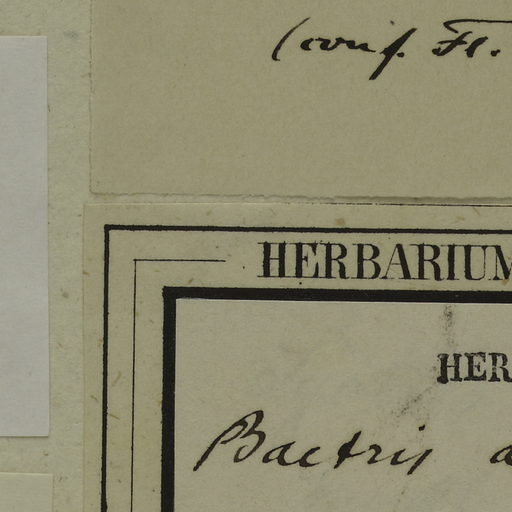 (conf. Fl.
HERBARIUM
HER
Bactris a